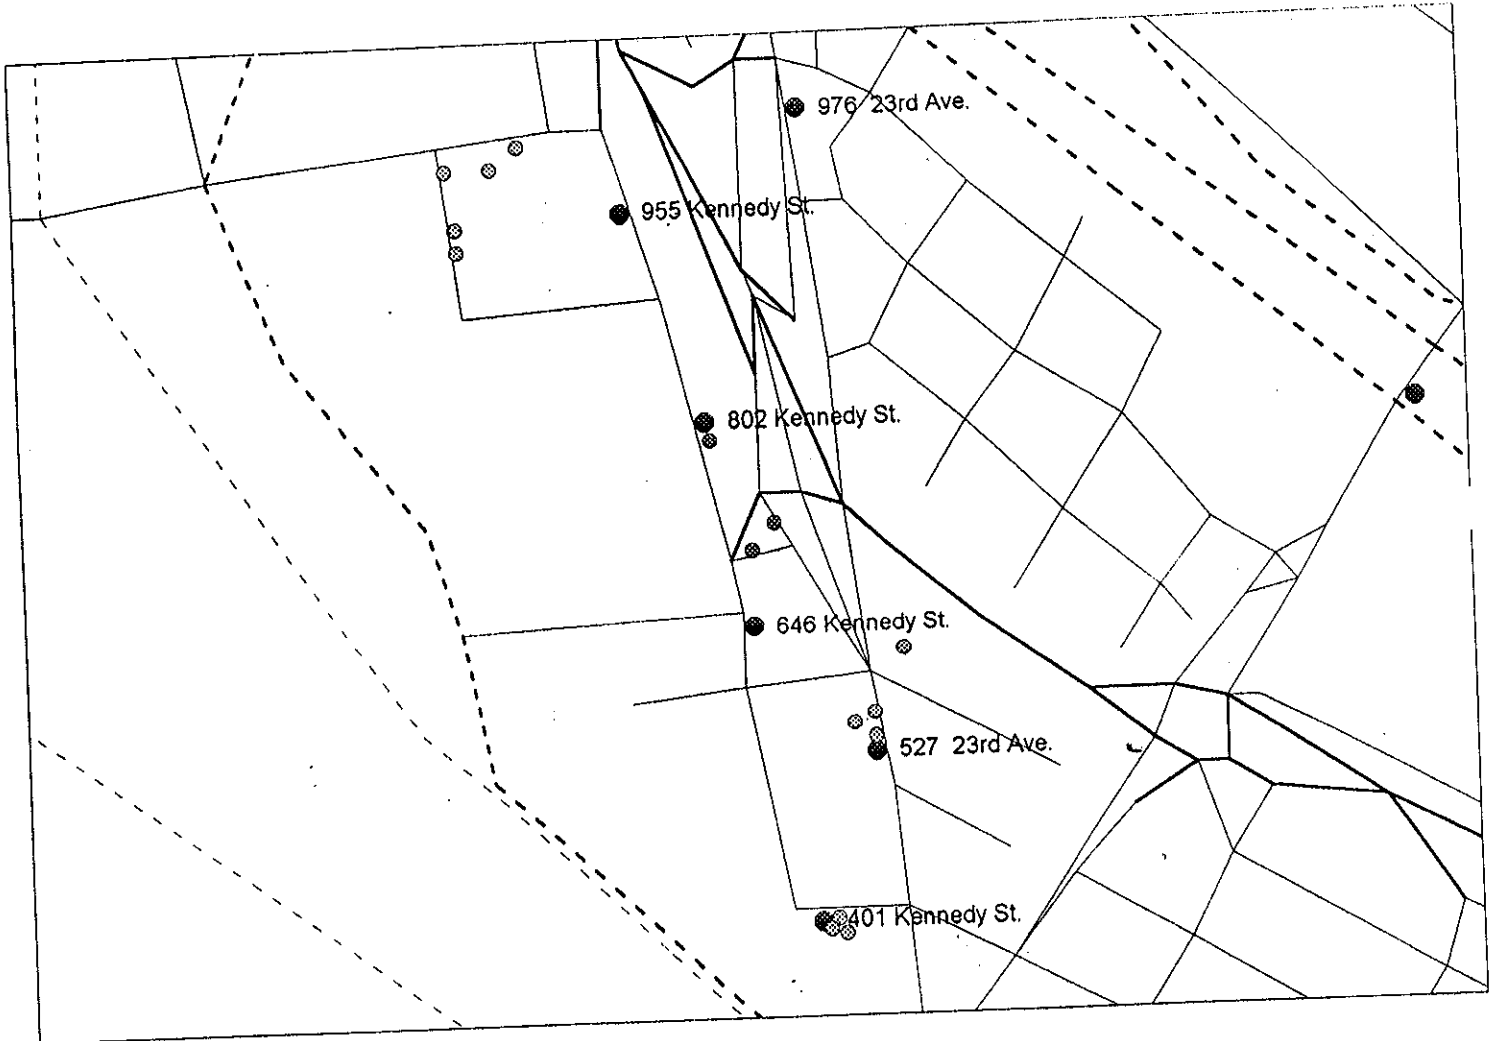 976 23rd Ave.
955 Kennedy St.
802 Kennedy St.
646 Kennedy St.
527 23rd Ave.
401 Kennedy St.